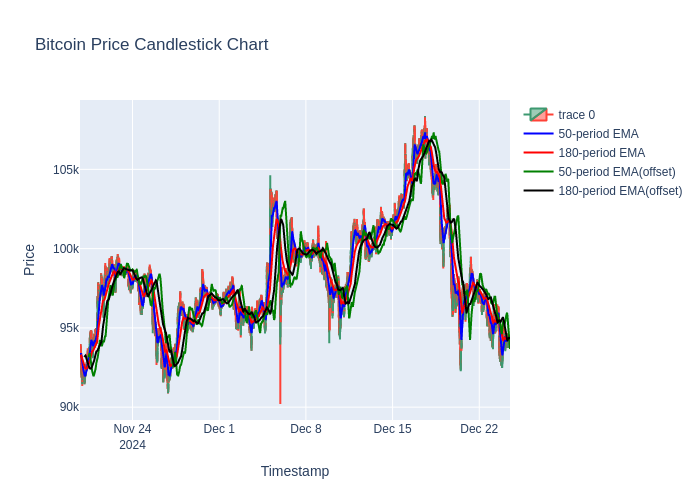 Bitcoin Price Candlestick Chart
trace 0
50-period EMA
180-period EMA
50-period EMA(offset)
180-period EMA(offset)
105k
100k
95k
90k
Price
Nov 24
2024
Dec 1
Dec 8
Dec 15
Dec 22
Timestamp